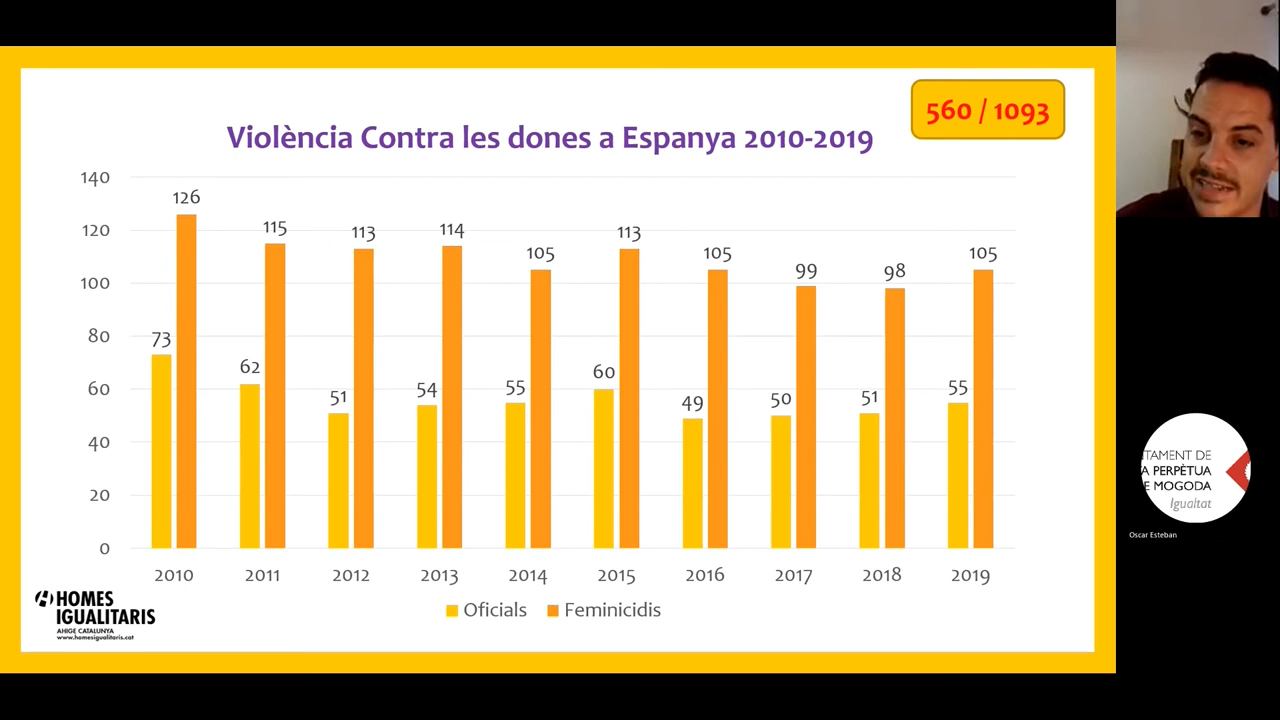 560 / 1093
Violència Contra les dones a Espanya 2010-2019
140
120
100
80
60
40
20
0
73 126
62 115
51 113
54 114
55 105
60 113
49 105
50 99
51 98
55 105
2010 2011 2012 2013 2014 2015 2016 2017 2018 2019
Oficials Feminicidis
HOMES
IGUALITARIS
AHIGE CATALUNYA
www.homesigualitaris.cat
NTAMENT DE
A PERPÈTUA
E MOGODA
Igualtat
Oscar Esteban